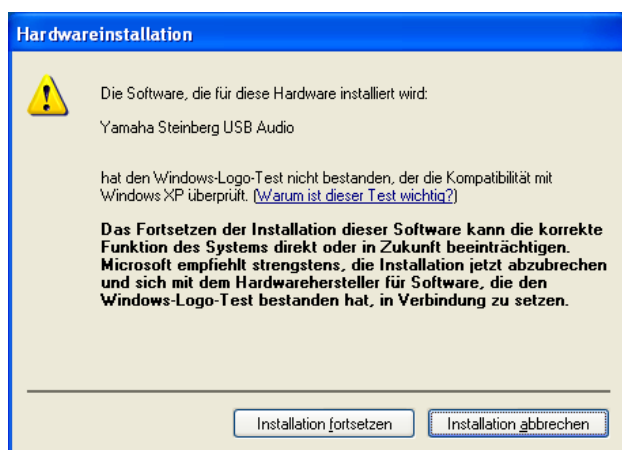 Hardwareinstallation
Die Software, die für diese Hardware installiert wird:
Yamaha Steinberg USB Audio
hat den Windows-Logo-Test nicht bestanden, der die Kompatibilität mit
Windows XP überprüft. (Warum ist dieser Test wichtig?)
Das Fortsetzen der Installation dieser Software kann die korrekte
Funktion des Systems direkt oder in Zukunft beeinträchtigen.
Microsoft empfiehlt strengstens, die Installation jetzt abzubrechen
und sich mit dem Hardwarehersteller für Software, die den
Windows-Logo-Test bestanden hat, in Verbindung zu setzen.
Installation fortsetzen
Installation abbrechen